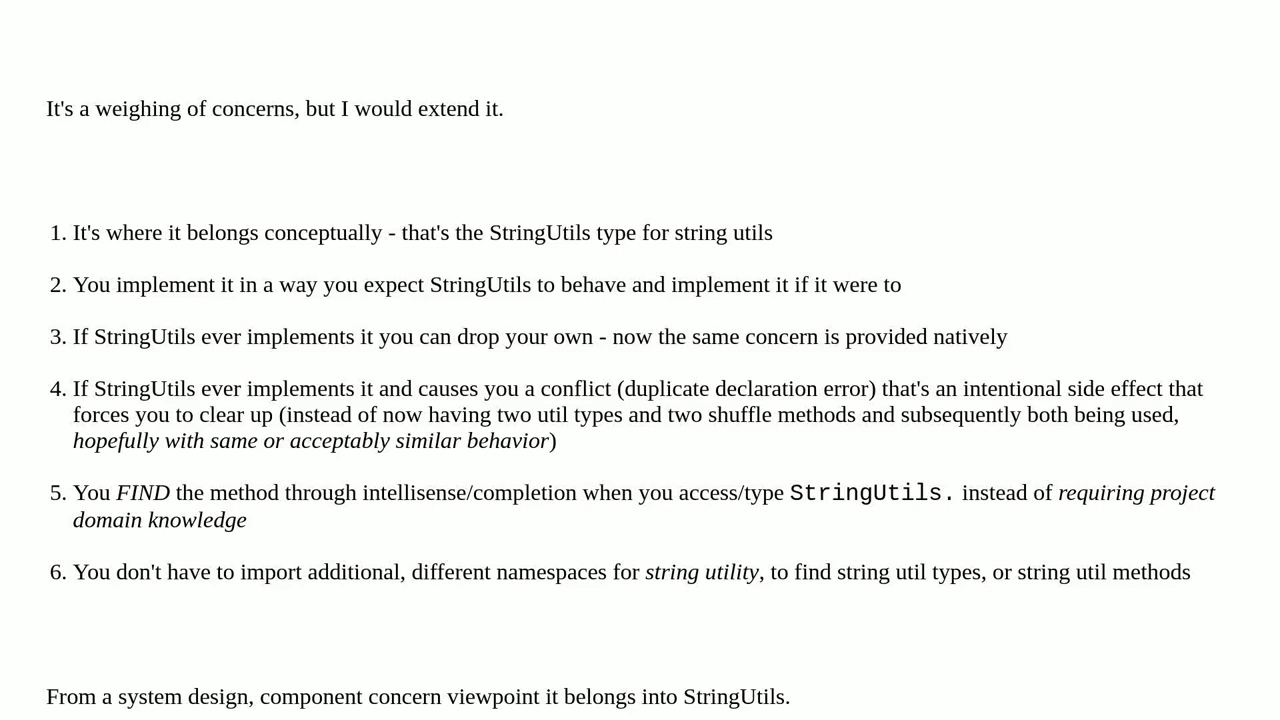 It's a weighing of concerns, but I would extend it.
1. It's where it belongs conceptually - that's the StringUtils type for string utils
2. You implement it in a way you expect StringUtils to behave and implement it if it were to
3. If StringUtils ever implements it you can drop your own - now the same concern is provided natively
4. If StringUtils ever implements it and causes you a conflict (duplicate declaration error) that's an intentional side effect that
forces you to clear up (instead of now having two util types and two shuffle methods and subsequently both being used,
hopefully with same or acceptably similar behavior)
5. You FIND the method through intellisense/completion when you access/type StringUtils. instead of requiring project
domain knowledge
6. You don't have to import additional, different namespaces for string utility, to find string util types, or string util methods
From a system design, component concern viewpoint it belongs into StringUtils.